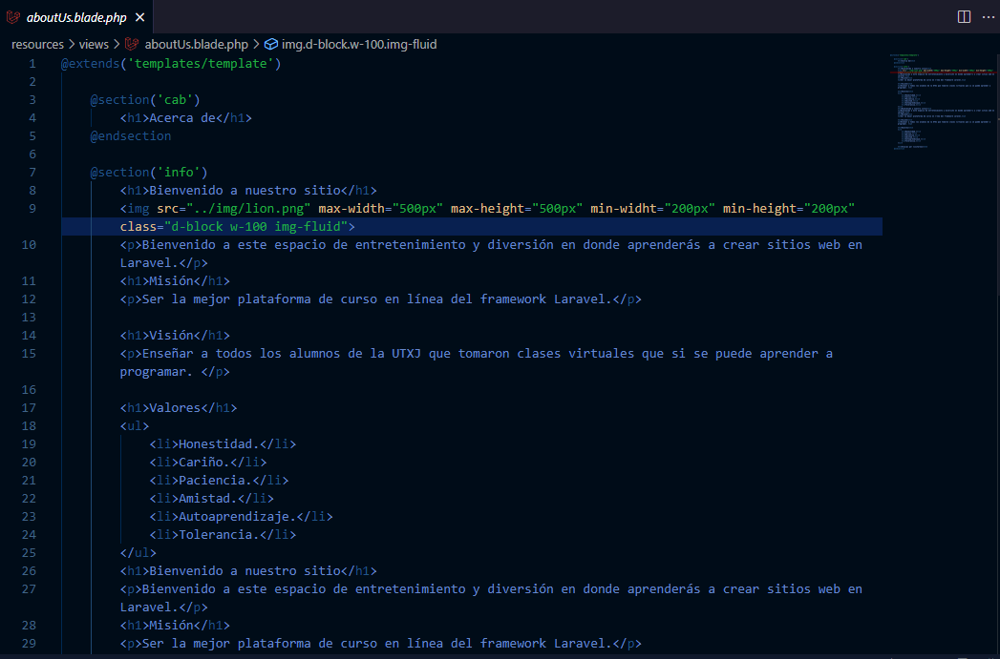 aboutUs.blade.php
resources > views > aboutUs.blade.php > img.d-block.w-100.img-fluid
1 @extends('templates/template')
2
3 @section('cab')
4 <h1>Acerca de</h1>
5 @endsection
6
7 @section('info')
8 <h1>Bienvenido a nuestro sitio</h1>
9 <img src="../img/lion.png" max-width="500px" max-height="500px" min-widht="200px" min-height="200px"
class="d-block w-100 img-fluid">
10 <p>Bienvenido a este espacio de entretenimiento y diversión en donde aprenderás a crear sitios web en
Laravel.</p>
11 <h1>Misión</h1>
12 <p>Ser la mejor plataforma de curso en línea del framework Laravel.</p>
13
14 <h1>Visión</h1>
15 <p>Enseñar a todos los alumnos de la UTXJ que tomaron clases virtuales que si se puede aprender a
programar. </p>
16
17 <h1>Valores</h1>
18 <ul>
19 <li>Honestidad.</li>
20 <li>Cariño.</li>
21 <li>Paciencia.</li>
22 <li>Amistad.</li>
23 <li>Autoaprendizaje.</li>
24 <li>Tolerancia.</li>
25 </ul>
26 <h1>Bienvenido a nuestro sitio</h1>
27 <p>Bienvenido a este espacio de entretenimiento y diversión en donde aprenderás a crear sitios web en
Laravel.</p>
28 <h1>Misión</h1>
29 <p>Ser la mejor plataforma de curso en línea del framework Laravel.</p>